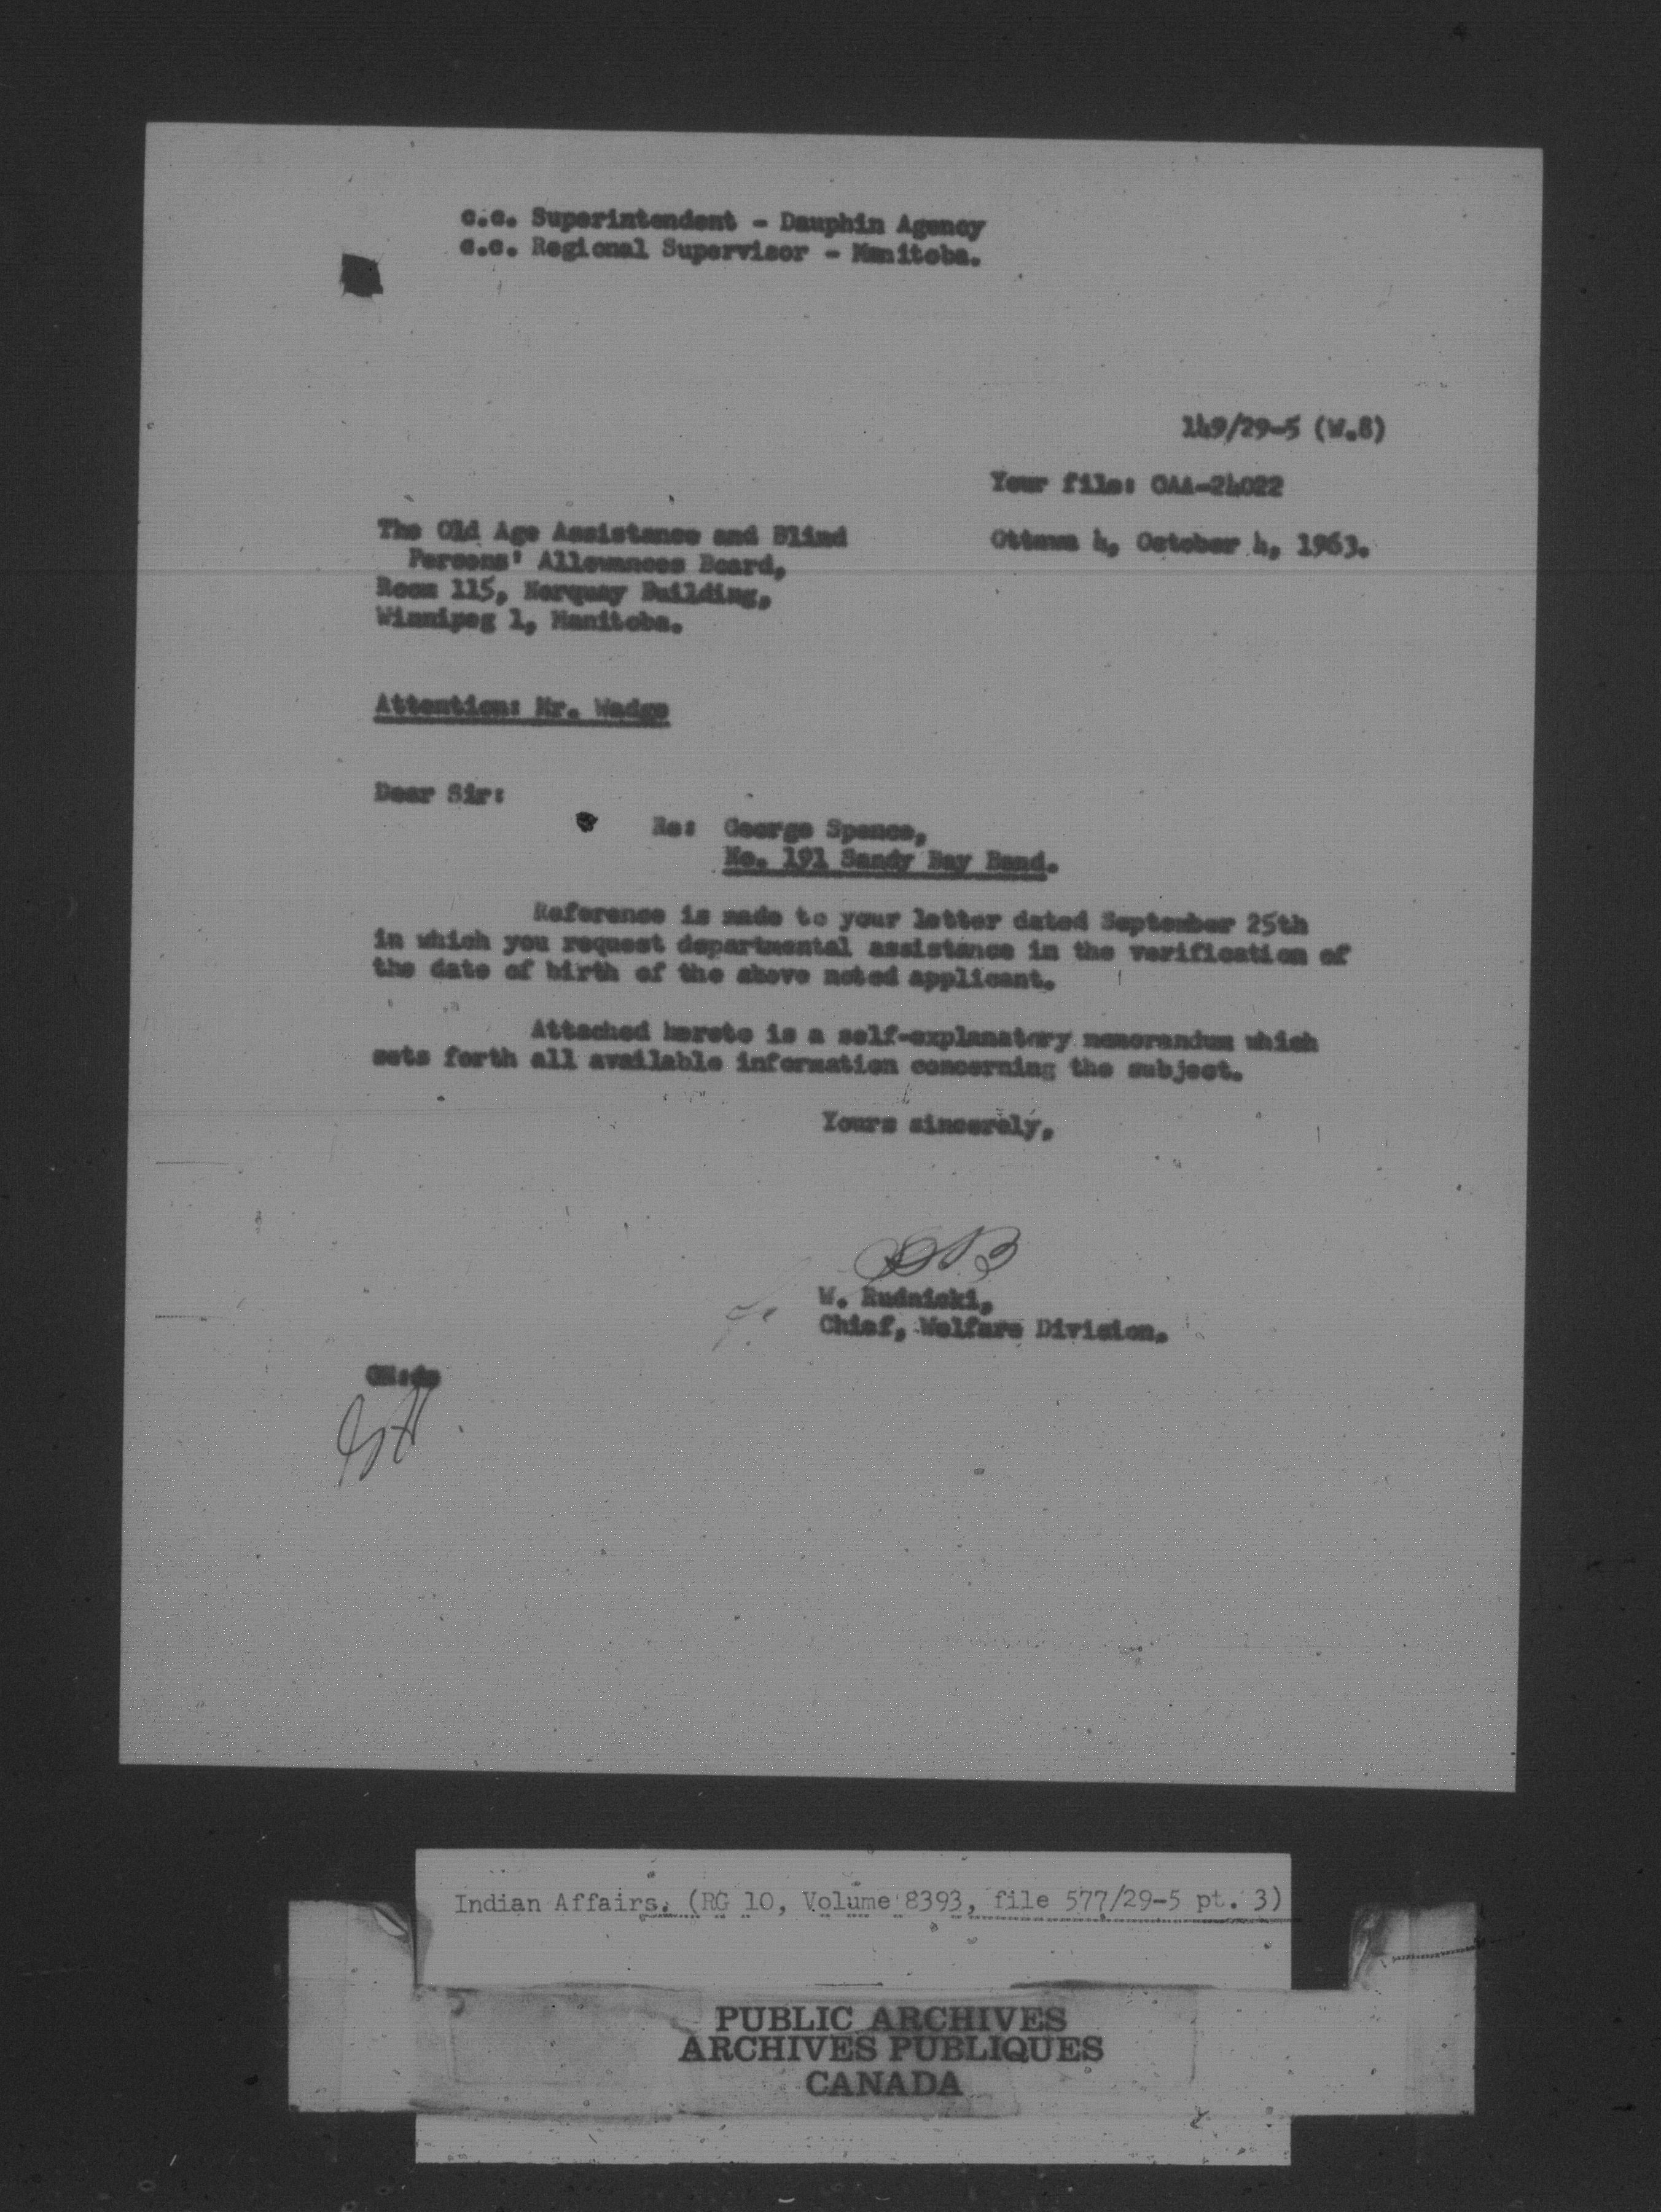 c.c. Superintendent - Dauphin Agency
c.c. Regional Supervisor - Manitoba.
149/29-5 (W.8)
Your file: OAA-24022
Ottawa 4, October 4, 1963.
The Old Age Assistance and Blind
Persons' Allowances Board,
Room 115, Norquay Building,
Winnipeg 1, Manitoba.
Attention: Mr. Wadge
Dear Sir:
Re: George Spence,
No. 191 Sandy Bay Band.
Reference is made to your letter dated September 25th
in which you request departmental assistance in the verification of
the date of birth of the above noted applicant.
Attached hereto is a self-explanatory memorandum which
sets forth all available information concerning the subject.
Yours sincerely,
W. Rudnicki,
Chief, Welfare Division.
Indian Affairs. (RG 10, Volume 8393, file 577/29-5 pt. 3)
PUBLIC ARCHIVES
ARCHIVES PUBLIQUES
CANADA